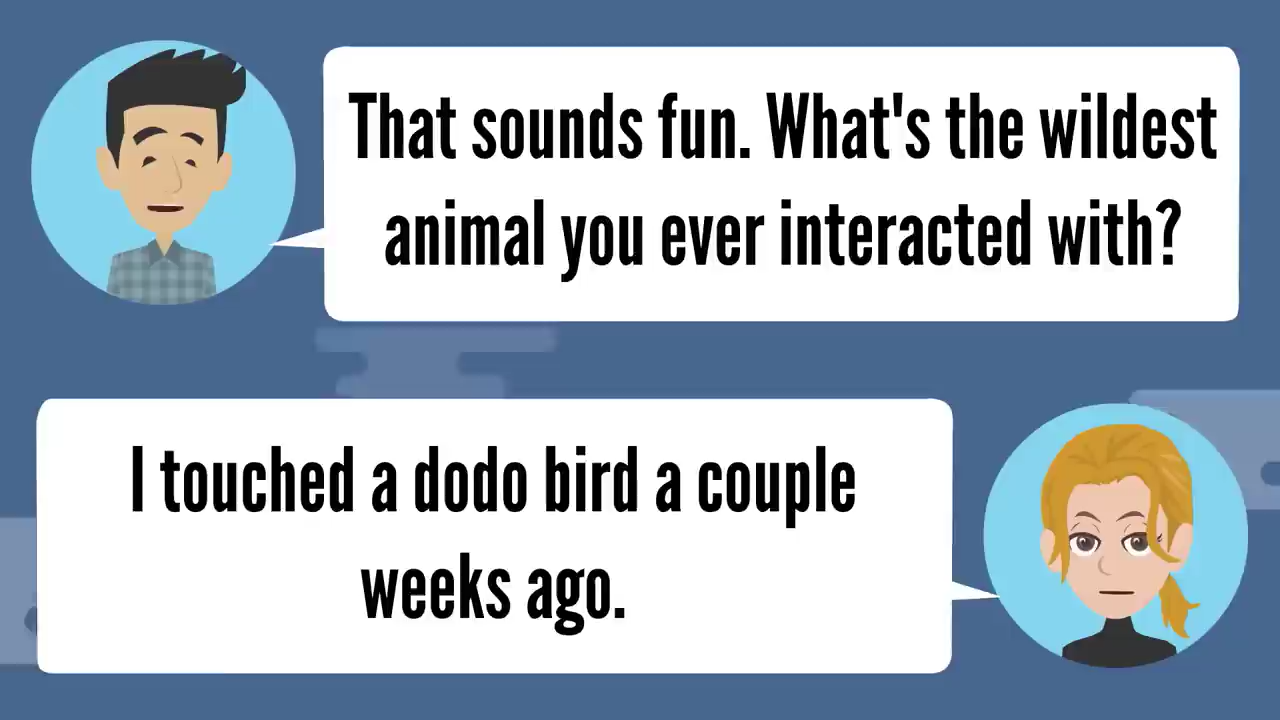 That sounds fun. What's the wildest
animal you ever interacted with?
I touched a dodo bird a couple
weeks ago.